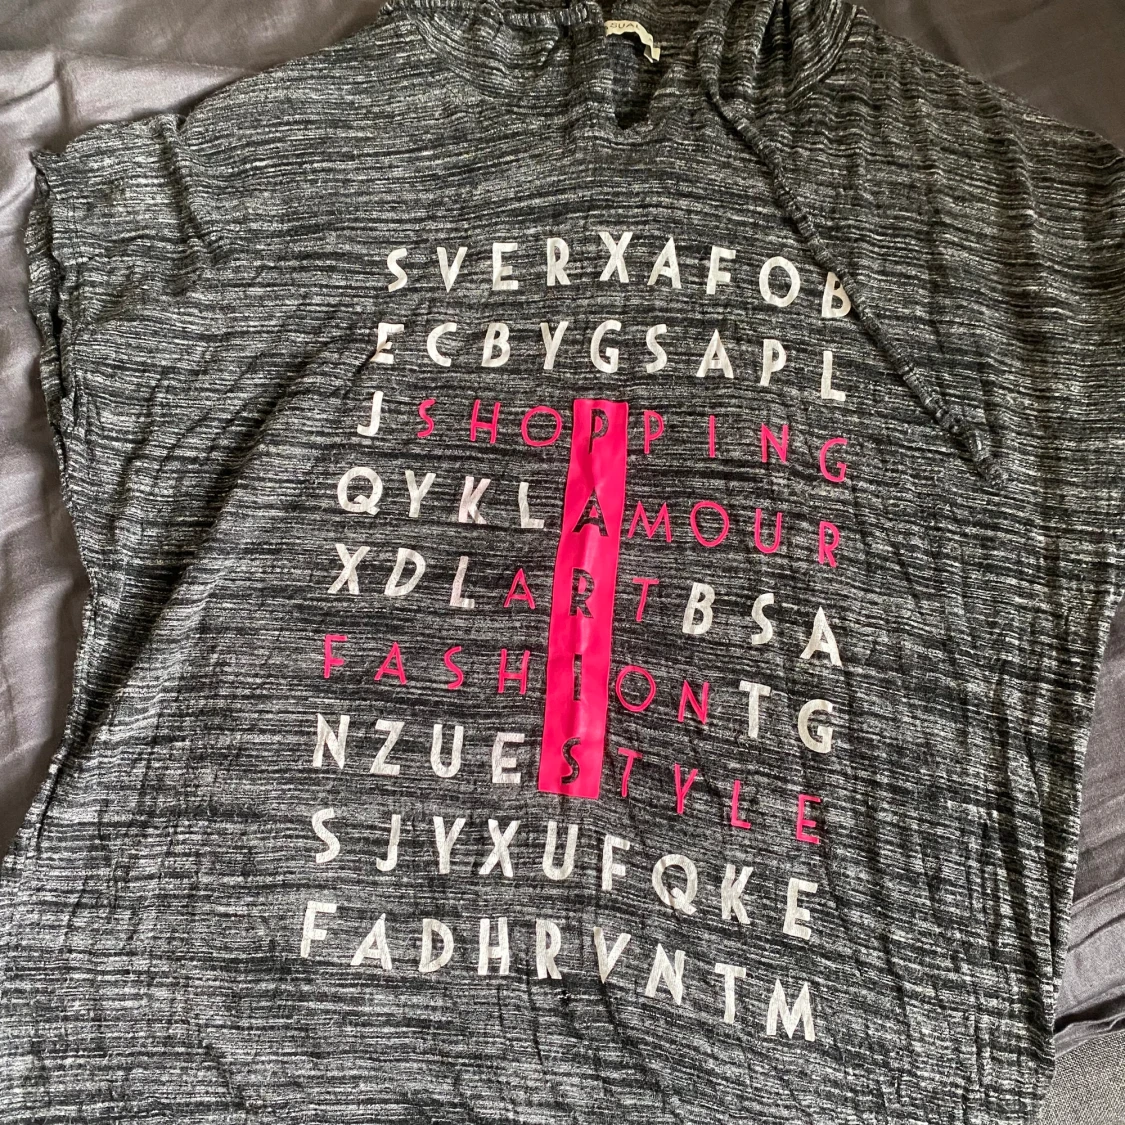 SVERXAFOB
ECBYGSAPL
JSHOPPING
QYKLAMOUR
XDLARTBSA
FASHIONTG
NZUESTYLE
SJYXUFQKE
FADHRVNTM